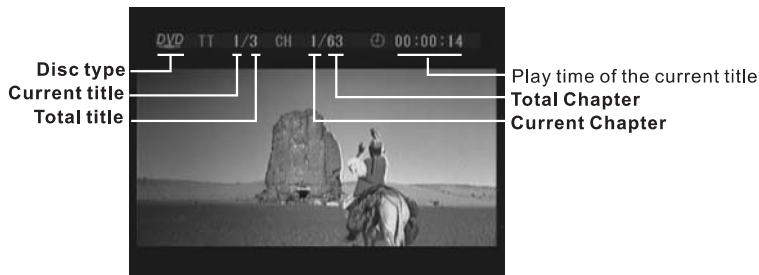 DVD TT 1/3 CH 1/63 00:00:14
Disc type
Current title
Total title
Play time of the current title
Total Chapter
Current Chapter